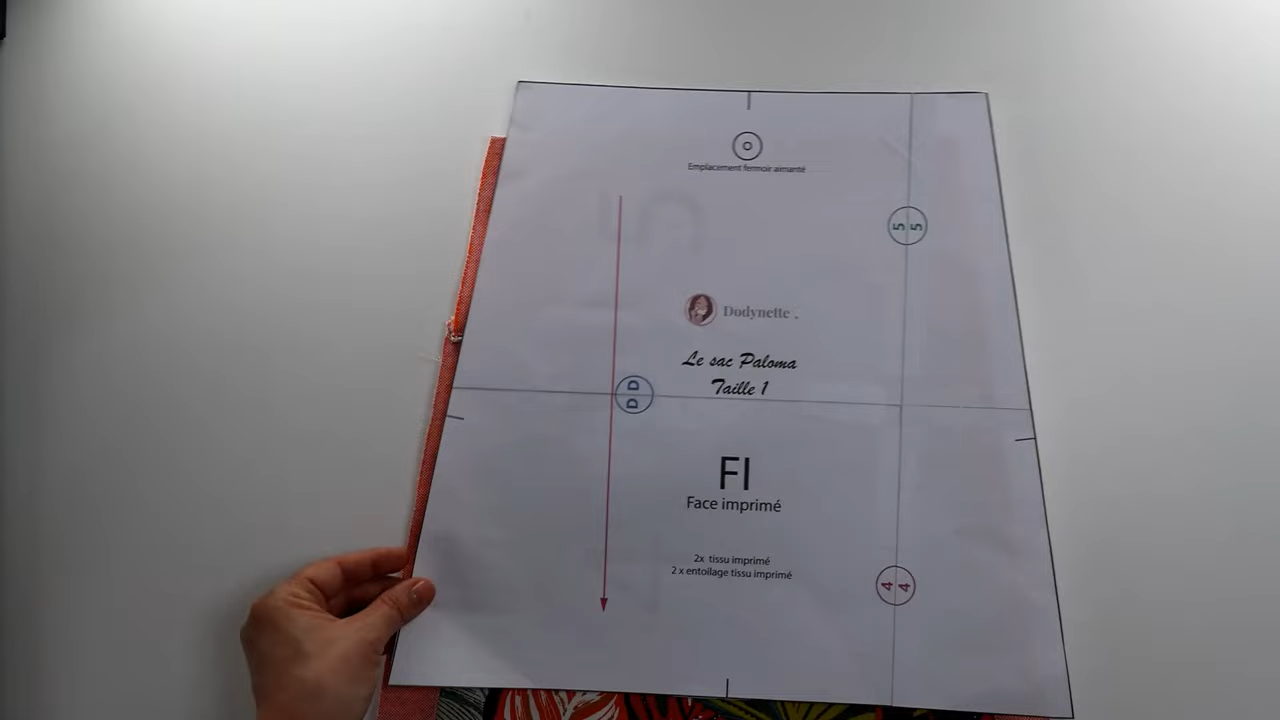 Emplacement fermoir aimanté
5 5
Dodynette .
Le sac Paloma
Taille 1
D D
FI
Face imprimé
2x tissu imprimé
2 x entoilage tissu imprimé
4 4